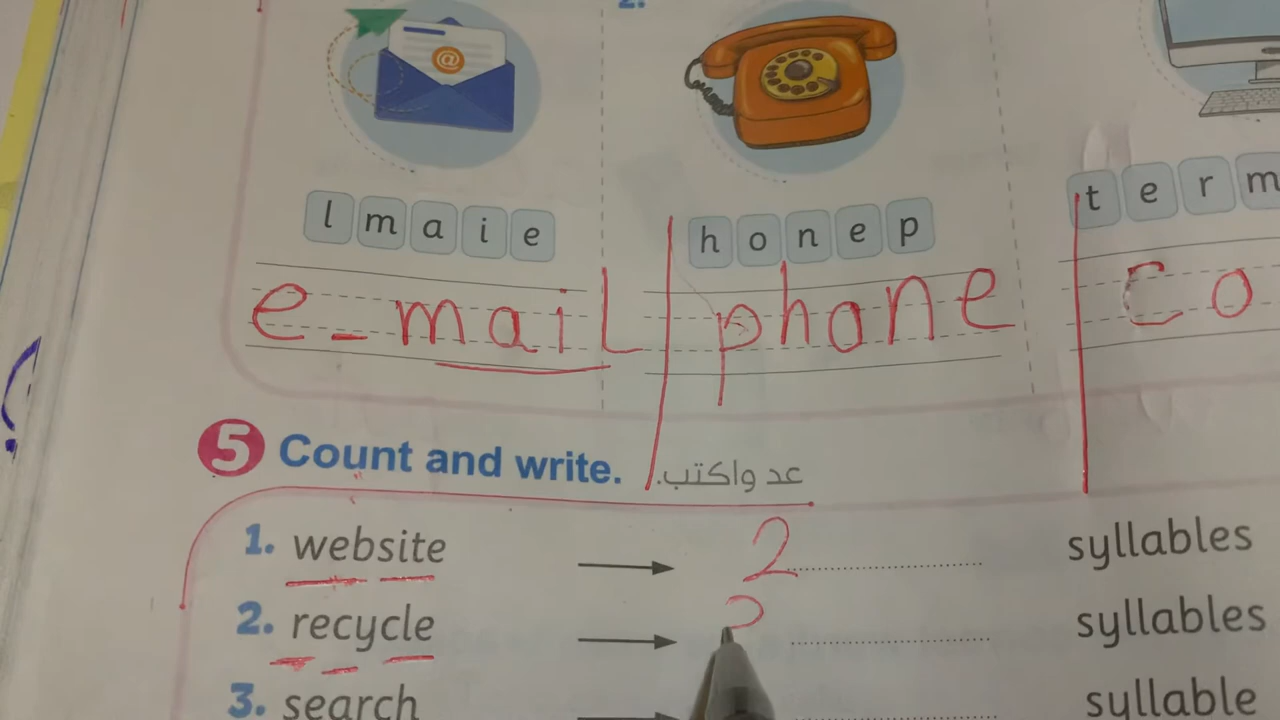 2.
@
l m a i e h o n e p t e r m
e-mail phone co
5 Count and write. عد واكتب.
1. website 2 syllables
2. recycle syllables
3. search syllable